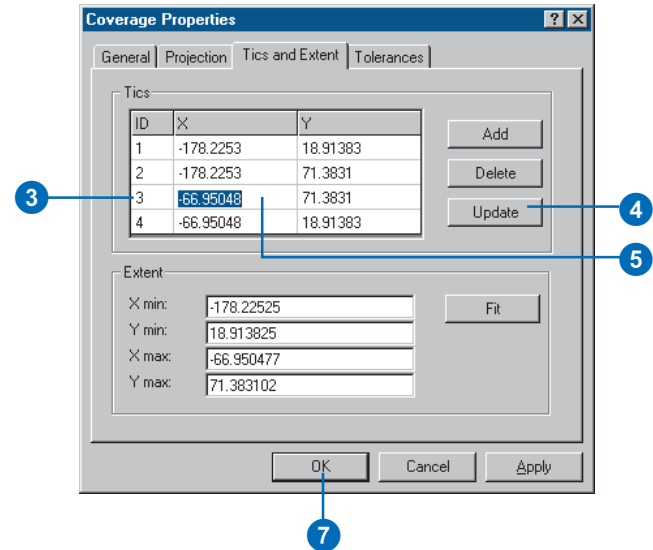 Coverage Properties
General Projection Tics and Extent Tolerances
Tics
ID X Y
1 -178.2253 18.91383
2 -178.2253 71.3831
3 -66.95048 71.3831
4 -66.95048 18.91383
Add
Delete
Update
3
4
5
Extent
X min: -178.22525
Y min: 18.913825
X max: -66.950477
Y max: 71.383102
Fit
OK Cancel Apply
7